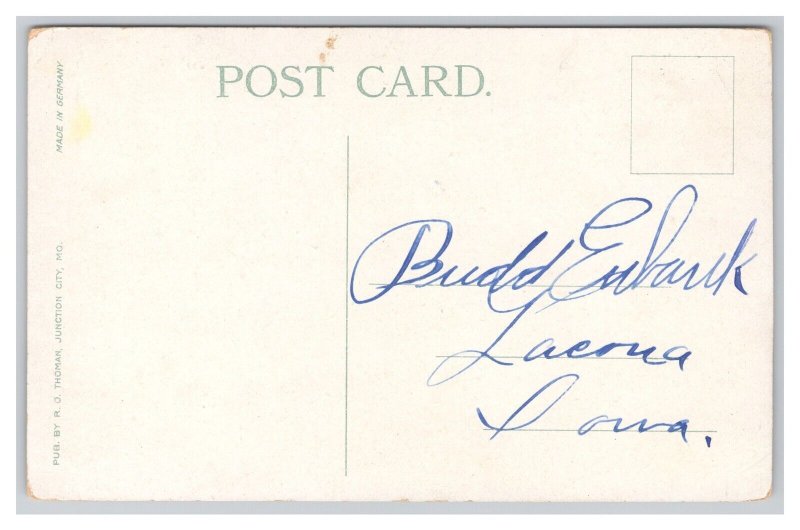 POST CARD.
MADE IN GERMANY
PUB. BY R. J. THOMAN, JUNCTION CITY, MO.
Budd Eubank
Lacona
Iowa.